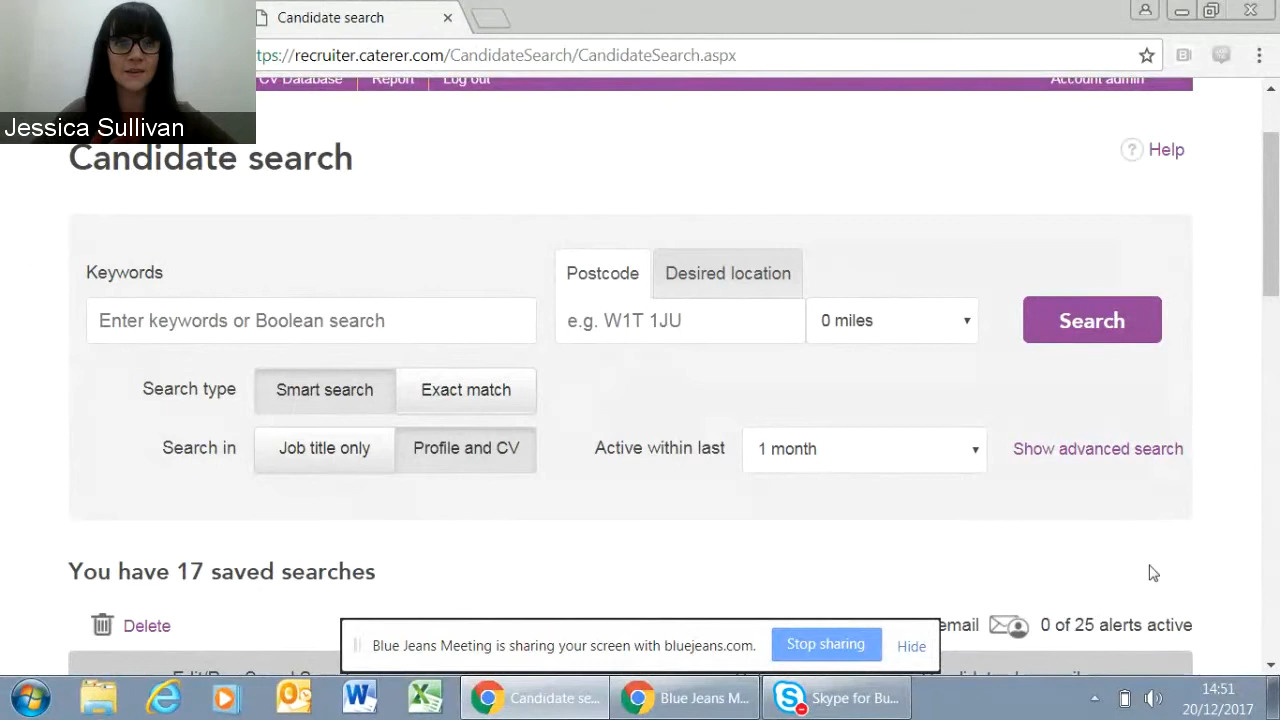 Candidate search
ttps://recruiter.caterer.com/CandidateSearch/CandidateSearch.aspx
CV Database Report Log out Account admin
Jessica Sullivan
Candidate search
? Help
Keywords
Postcode Desired location
Enter keywords or Boolean search e.g. W1T 1JU 0 miles Search
Search type Smart search Exact match
Search in Job title only Profile and CV Active within last 1 month Show advanced search
You have 17 saved searches
Delete email 0 of 25 alerts active
Blue Jeans Meeting is sharing your screen with bluejeans.com. Stop sharing Hide
Candidate se... Blue Jeans M... Skype for Bu...
14:51
20/12/2017